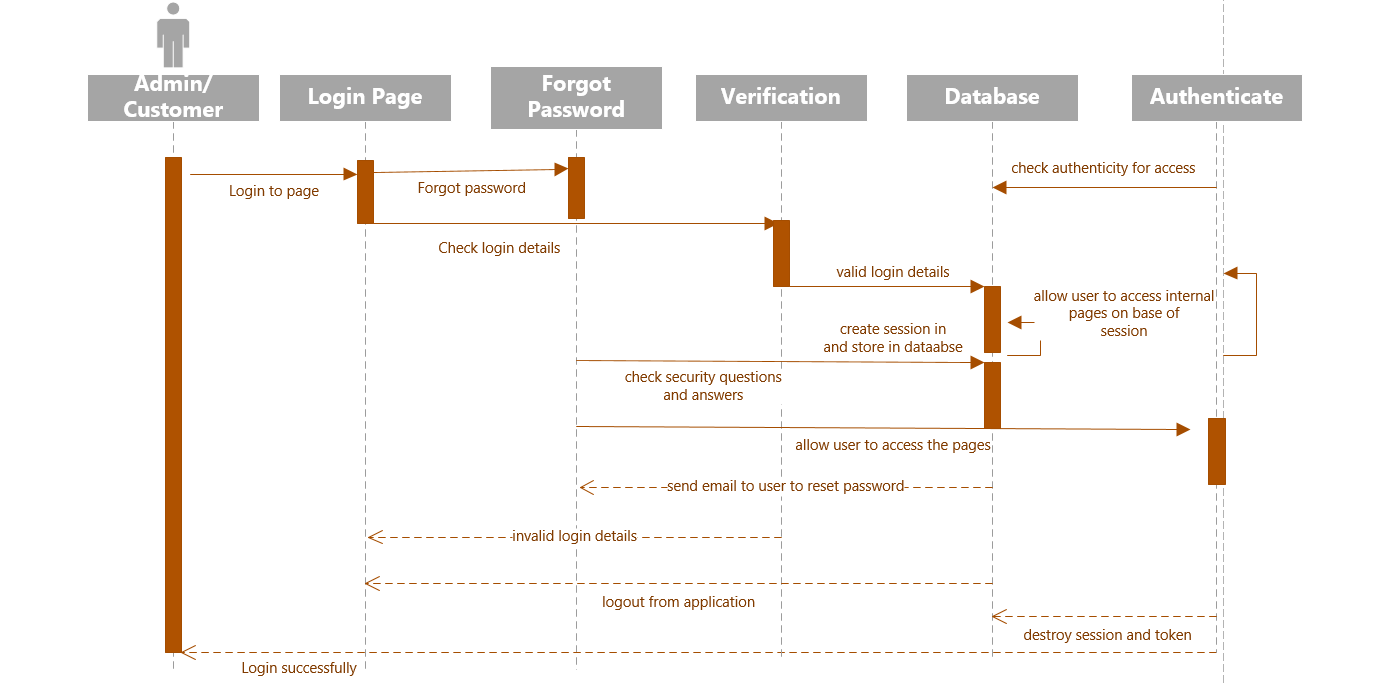 Admin/
Customer
Login Page
Forgot
Password
Verification
Database
Authenticate
check authenticity for access
Login to page
Forgot password
Check login details
valid login details
allow user to access internal
pages on base of
session
create session in
and store in dataabse
check security questions
and answers
allow user to access the pages
send email to user to reset password
invalid login details
logout from application
destroy session and token
Login successfully